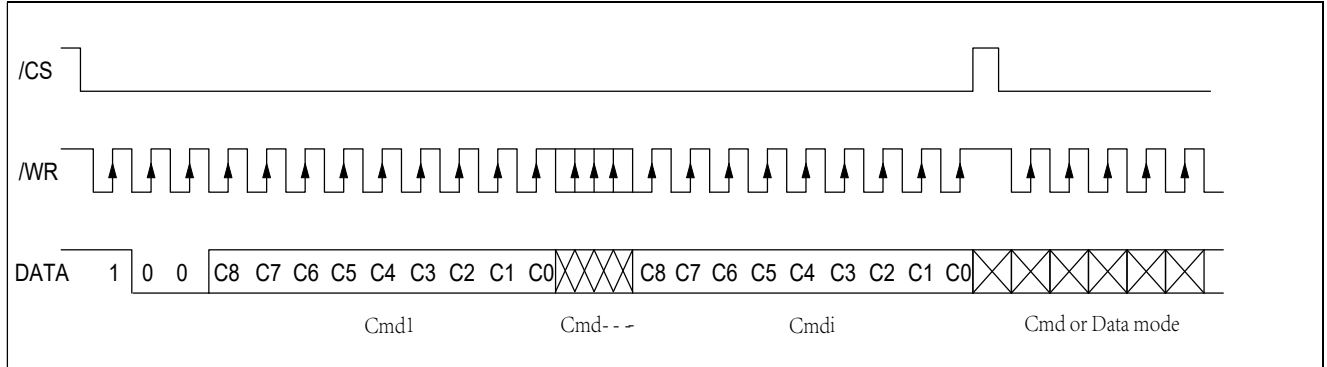 /CS
/WR
DATA 1 0 0 C8 C7 C6 C5 C4 C3 C2 C1 C0 C8 C7 C6 C5 C4 C3 C2 C1 C0
Cmd1 Cmd--- Cmdi Cmd or Data mode